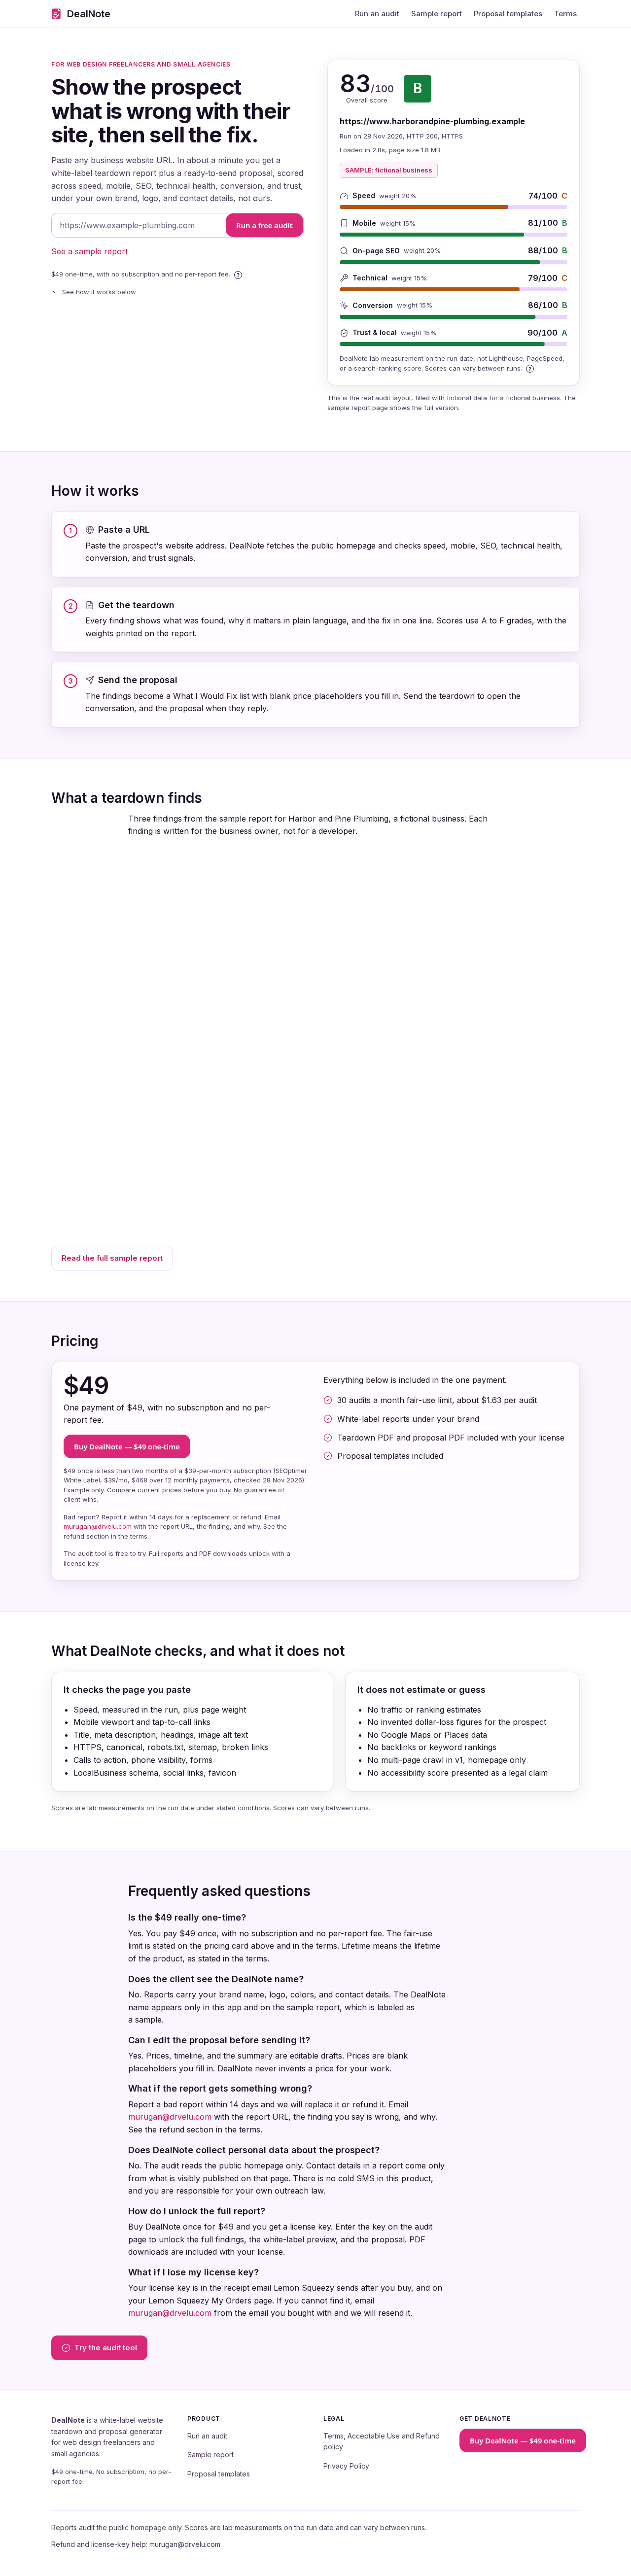 DealNote
Run an audit
Sample report
Proposal templates
Terms
FOR WEB DESIGN FREELANCERS AND SMALL AGENCIES
Show the prospect
what is wrong with their
site, then sell the fix.
Paste any business website URL. In about a minute you get a
white-label teardown report plus a ready-to-send proposal, scored
across speed, mobile, SEO, technical health, conversion, and trust,
under your own brand, logo, and contact details, not ours.
https://www.example-plumbing.com
Run a free audit
See a sample report
$49 one-time, with no subscription and no per-report fee. ?
See how it works below
83/100
Overall score
B
https://www.harborandpine-plumbing.example
Run on 28 Nov 2026, HTTP 200, HTTPS
Loaded in 2.8s, page size 1.8 MB
SAMPLE: fictional business
Speed weight 20% 74/100 C
Mobile weight 15% 81/100 B
On-page SEO weight 20% 88/100 B
Technical weight 15% 79/100 C
Conversion weight 15% 86/100 B
Trust & local weight 15% 90/100 A
DealNote lab measurement on the run date, not Lighthouse, PageSpeed,
or a search-ranking score. Scores can vary between runs. ?
This is the real audit layout, filled with fictional data for a fictional business. The
sample report page shows the full version.
How it works
1 Paste a URL
Paste the prospect's website address. DealNote fetches the public homepage and checks speed, mobile, SEO, technical health,
conversion, and trust signals.
2 Get the teardown
Every finding shows what was found, why it matters in plain language, and the fix in one line. Scores use A to F grades, with the
weights printed on the report.
3 Send the proposal
The findings become a What I Would Fix list with blank price placeholders you fill in. Send the teardown to open the
conversation, and the proposal when they reply.
What a teardown finds
Three findings from the sample report for Harbor and Pine Plumbing, a fictional business. Each
finding is written for the business owner, not for a developer.
Read the full sample report
Pricing
$49
One payment of $49, with no subscription and no per-
report fee.
Buy DealNote — $49 one-time
$49 once is less than two months of a $39-per-month subscription (SEOptimer
White Label, $39/mo, $468 over 12 monthly payments, checked 28 Nov 2026).
Example only. Compare current prices before you buy. No guarantee of
client wins.
Bad report? Report it within 14 days for a replacement or refund. Email
murugan@drvelu.com with the report URL, the finding, and why. See the
refund section in the terms.
The audit tool is free to try. Full reports and PDF downloads unlock with a
license key.
Everything below is included in the one payment.
30 audits a month fair-use limit, about $1.63 per audit
White-label reports under your brand
Teardown PDF and proposal PDF included with your license
Proposal templates included
What DealNote checks, and what it does not
It checks the page you paste
• Speed, measured in the run, plus page weight
• Mobile viewport and tap-to-call links
• Title, meta description, headings, image alt text
• HTTPS, canonical, robots.txt, sitemap, broken links
• Calls to action, phone visibility, forms
• LocalBusiness schema, social links, favicon
It does not estimate or guess
• No traffic or ranking estimates
• No invented dollar-loss figures for the prospect
• No Google Maps or Places data
• No backlinks or keyword rankings
• No multi-page crawl in v1, homepage only
• No accessibility score presented as a legal claim
Scores are lab measurements on the run date under stated conditions. Scores can vary between runs.
Frequently asked questions
Is the $49 really one-time?
Yes. You pay $49 once, with no subscription and no per-report fee. The fair-use
limit is stated on the pricing card above and in the terms. Lifetime means the lifetime
of the product, as stated in the terms.
Does the client see the DealNote name?
No. Reports carry your brand name, logo, colors, and contact details. The DealNote
name appears only in this app and on the sample report, which is labeled as
a sample.
Can I edit the proposal before sending it?
Yes. Prices, timeline, and the summary are editable drafts. Prices are blank
placeholders you fill in. DealNote never invents a price for your work.
What if the report gets something wrong?
Report a bad report within 14 days and we will replace it or refund it. Email
murugan@drvelu.com with the report URL, the finding you say is wrong, and why.
See the refund section in the terms.
Does DealNote collect personal data about the prospect?
No. The audit reads the public homepage only. Contact details in a report come only
from what is visibly published on that page. There is no cold SMS in this product,
and you are responsible for your own outreach law.
How do I unlock the full report?
Buy DealNote once for $49 and you get a license key. Enter the key on the audit
page to unlock the full findings, the white-label preview, and the proposal. PDF
downloads are included with your license.
What if I lose my license key?
Your license key is in the receipt email Lemon Squeezy sends after you buy, and on
your Lemon Squeezy My Orders page. If you cannot find it, email
murugan@drvelu.com from the email you bought with and we will resend it.
Try the audit tool
DealNote is a white-label website
teardown and proposal generator
for web design freelancers and
small agencies.
$49 one-time. No subscription, no per-
report fee.
PRODUCT
Run an audit
Sample report
Proposal templates
LEGAL
Terms, Acceptable Use and Refund
policy
Privacy Policy
GET DEALNOTE
Buy DealNote — $49 one-time
Reports audit the public homepage only. Scores are lab measurements on the run date and can vary between runs.
Refund and license-key help: murugan@drvelu.com